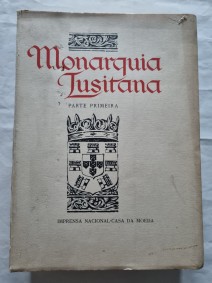 Monarquia
Lusitana
PARTE PRIMEIRA
IMPRENSA NACIONAL-CASA DA MOEDA